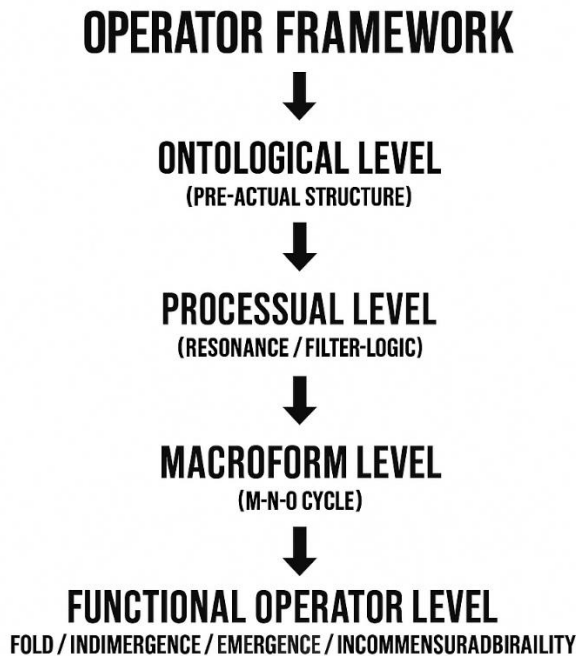 OPERATOR FRAMEWORK
ONTOLOGICAL LEVEL
(PRE-ACTUAL STRUCTURE)
PROCESSUAL LEVEL
(RESONANCE / FILTER-LOGIC)
MACROFORM LEVEL
(M-N-O CYCLE)
FUNCTIONAL OPERATOR LEVEL
FOLD / INDIMERGENCE / EMERGENCE / INCOMMENSURADBIRAILITY